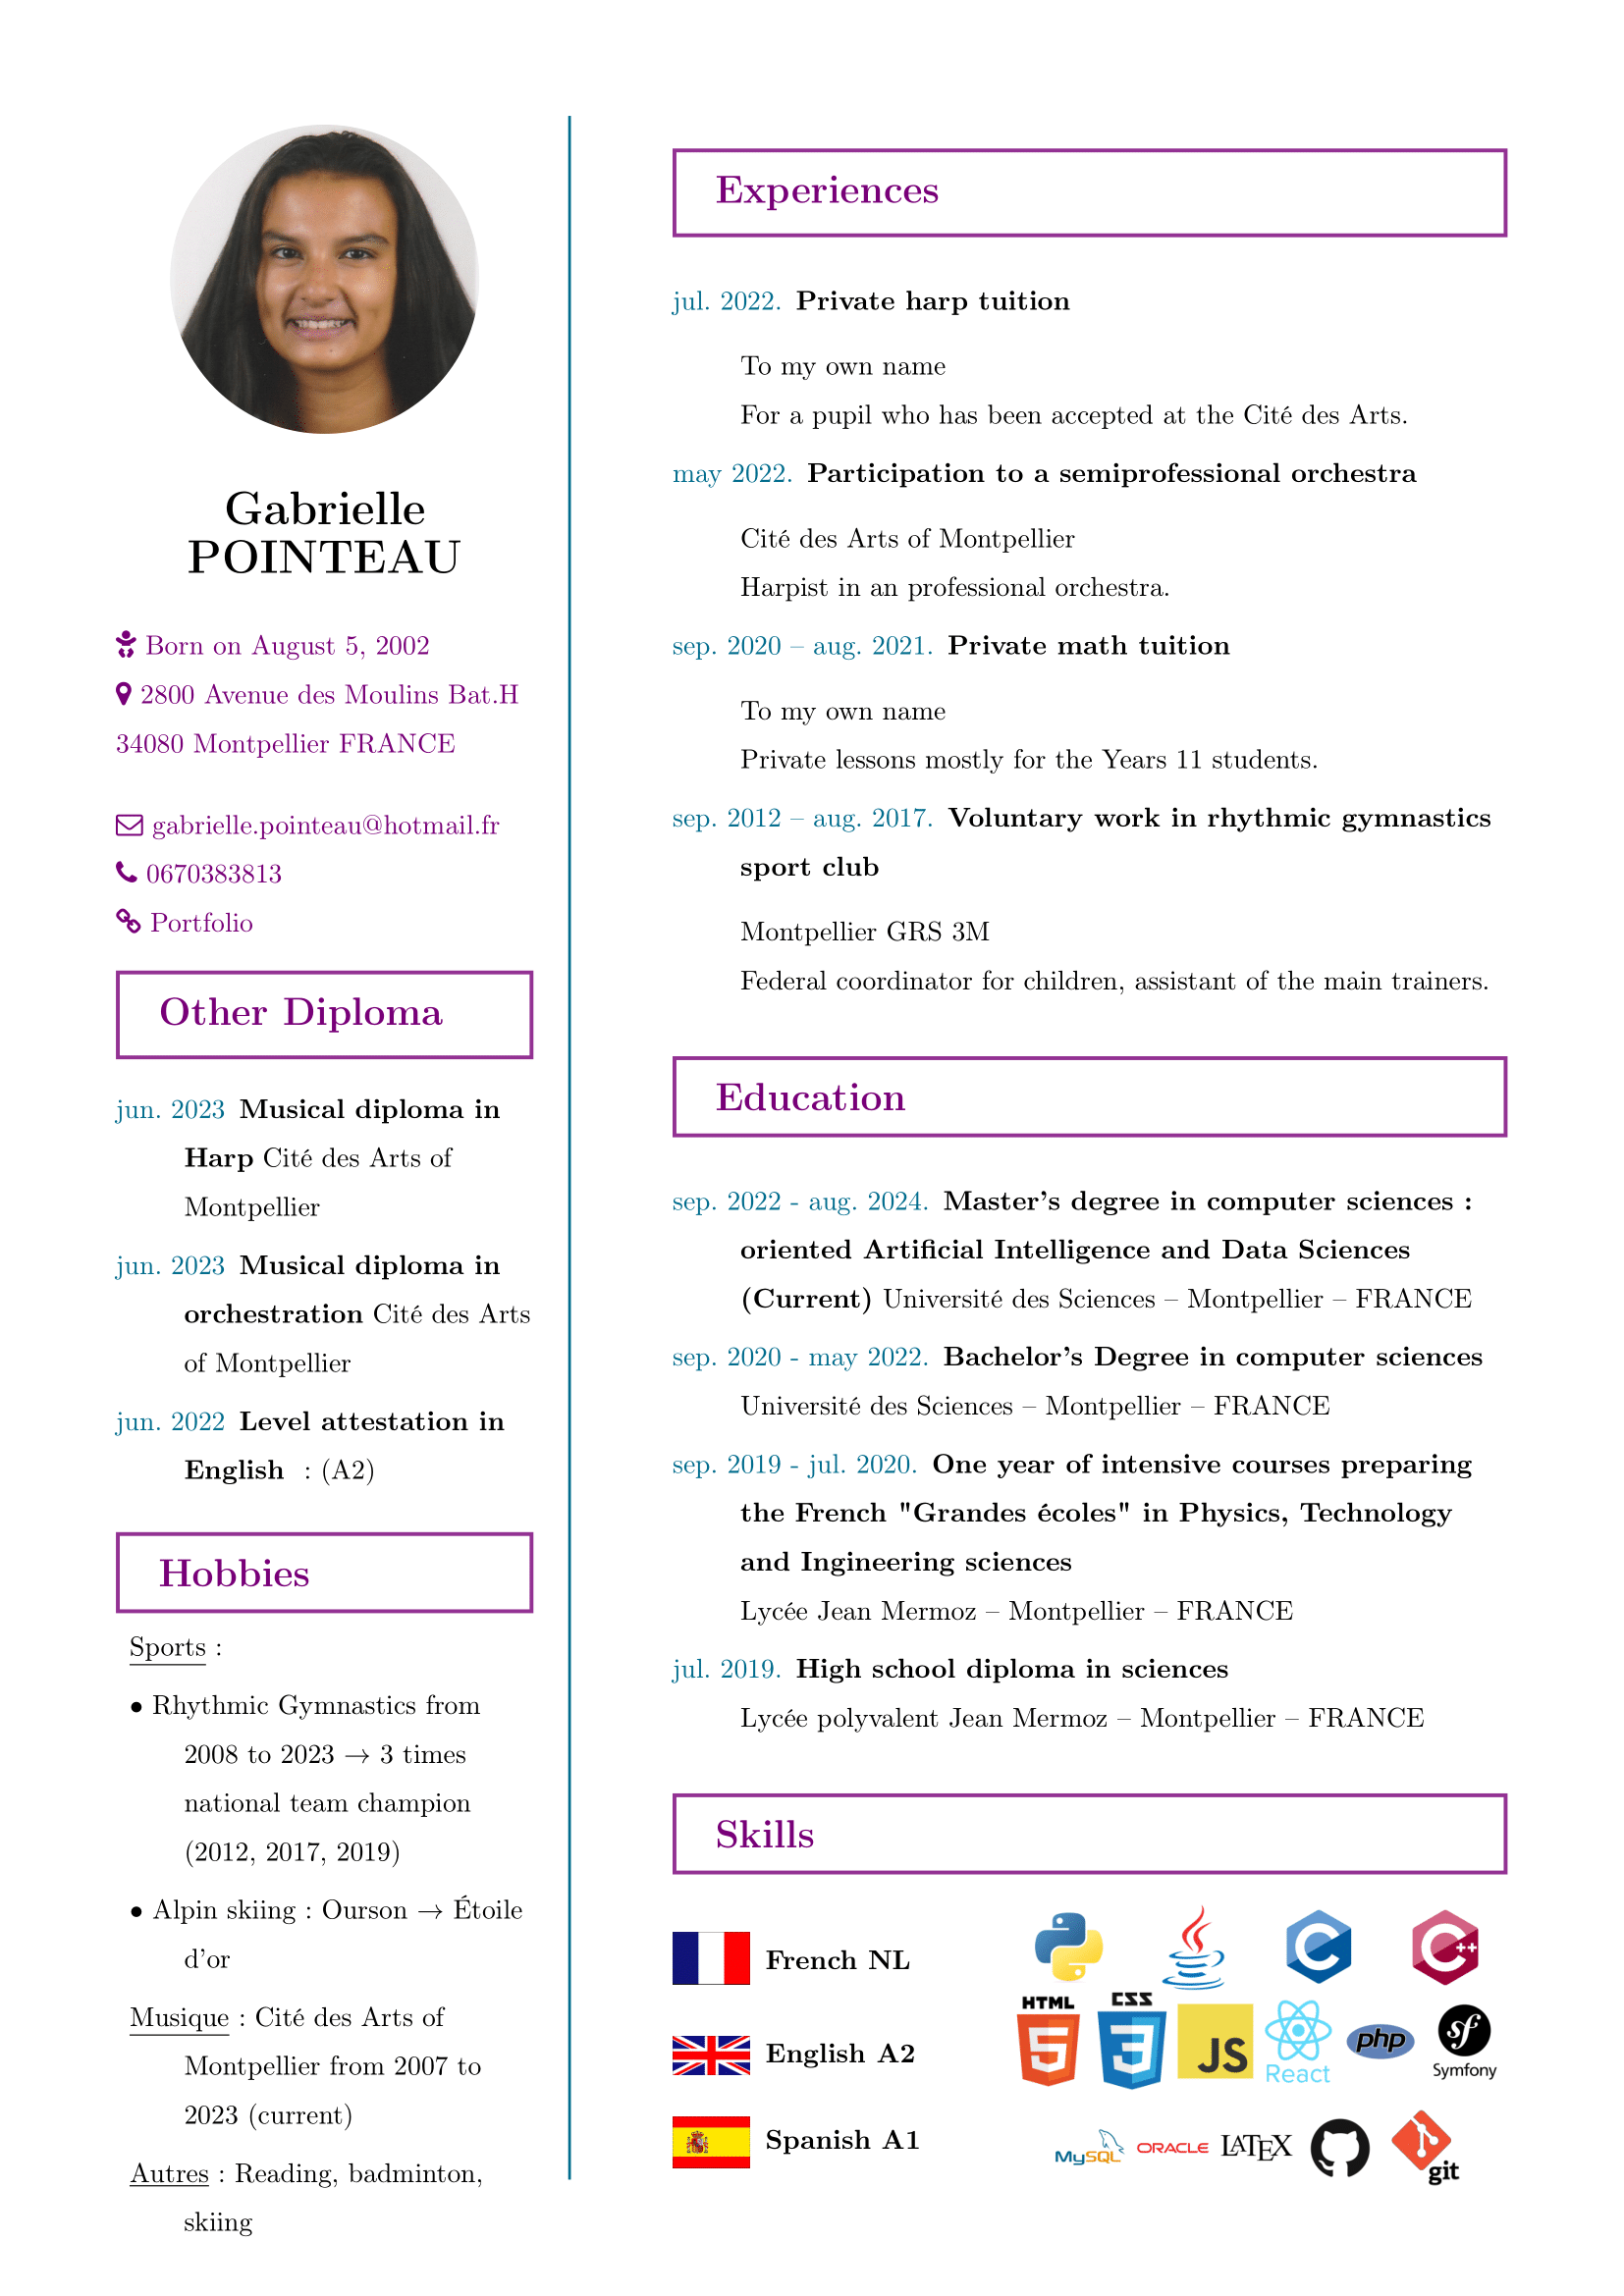 Gabrielle
POINTEAU
Born on August 5, 2002
2800 Avenue des Moulins Bat.H
34080 Montpellier FRANCE
gabrielle.pointeau@hotmail.fr
0670383813
Portfolio
Other Diploma
jun. 2023 Musical diploma in
Harp Cité des Arts of
Montpellier
jun. 2023 Musical diploma in
orchestration Cité des Arts
of Montpellier
jun. 2022 Level attestation in
English : (A2)
Hobbies
Sports :
• Rhythmic Gymnastics from
2008 to 2023 → 3 times
national team champion
(2012, 2017, 2019)
• Alpin skiing : Ourson → Étoile
d'or
Musique : Cité des Arts of
Montpellier from 2007 to
2023 (current)
Autres : Reading, badminton,
skiing
Experiences
jul. 2022. Private harp tuition
To my own name
For a pupil who has been accepted at the Cité des Arts.
may 2022. Participation to a semiprofessional orchestra
Cité des Arts of Montpellier
Harpist in an professional orchestra.
sep. 2020 – aug. 2021. Private math tuition
To my own name
Private lessons mostly for the Years 11 students.
sep. 2012 – aug. 2017. Voluntary work in rhythmic gymnastics
sport club
Montpellier GRS 3M
Federal coordinator for children, assistant of the main trainers.
Education
sep. 2022 - aug. 2024. Master's degree in computer sciences :
oriented Artificial Intelligence and Data Sciences
(Current) Université des Sciences – Montpellier – FRANCE
sep. 2020 - may 2022. Bachelor's Degree in computer sciences
Université des Sciences – Montpellier – FRANCE
sep. 2019 - jul. 2020. One year of intensive courses preparing
the French "Grandes écoles" in Physics, Technology
and Ingineering sciences
Lycée Jean Mermoz – Montpellier – FRANCE
jul. 2019. High school diploma in sciences
Lycée polyvalent Jean Mermoz – Montpellier – FRANCE
Skills
French NL
English A2
Spanish A1
C C++
HTML 5 CSS 3 JS React php sf Symfony
MySQL ORACLE LATEX git